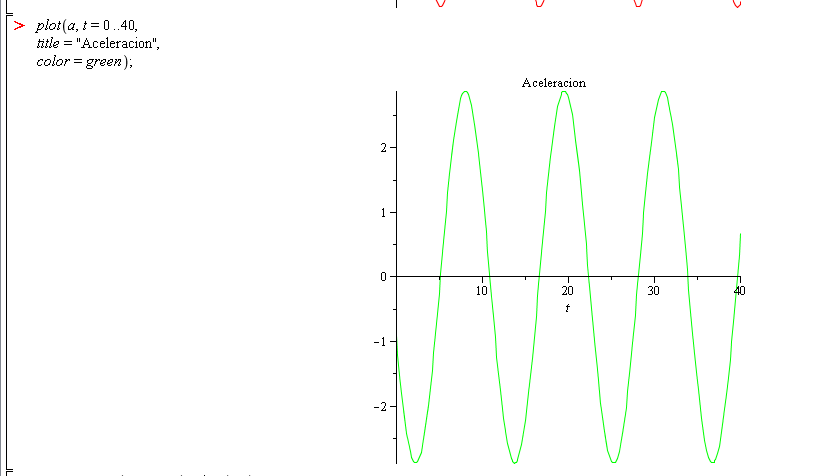 > plot(a, t = 0 ..40,
title = "Aceleracion",
color = green);
Aceleracion
2
1
0
10 20 30 40
t
−1
−2